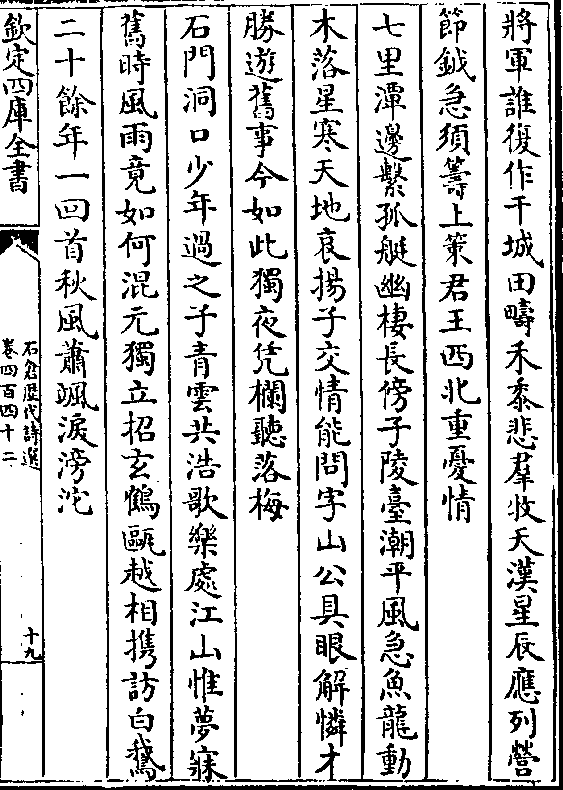 將軍誰復作干城田疇禾黍悲羣牧天漢星辰應列營
節鉞急須籌上策君王西北重憂情
七里潭邊繫孤艇幽棲長傍子陵臺潮平風急魚龍動
木落星寒天地哀揚子交情能問字山公具眼解憐才
勝遊舊事今如此獨夜凭欄聽落梅
石門洞口少年過之子青雲共浩歌樂處江山惟夢寐
舊時風雨竟如何混元獨立招玄鶴甌越相攜訪白鵞
二十餘年一回首秋風蕭颯淚滂沱
欽定四庫全書
石倉歷代詩選
卷四百四十二
十九